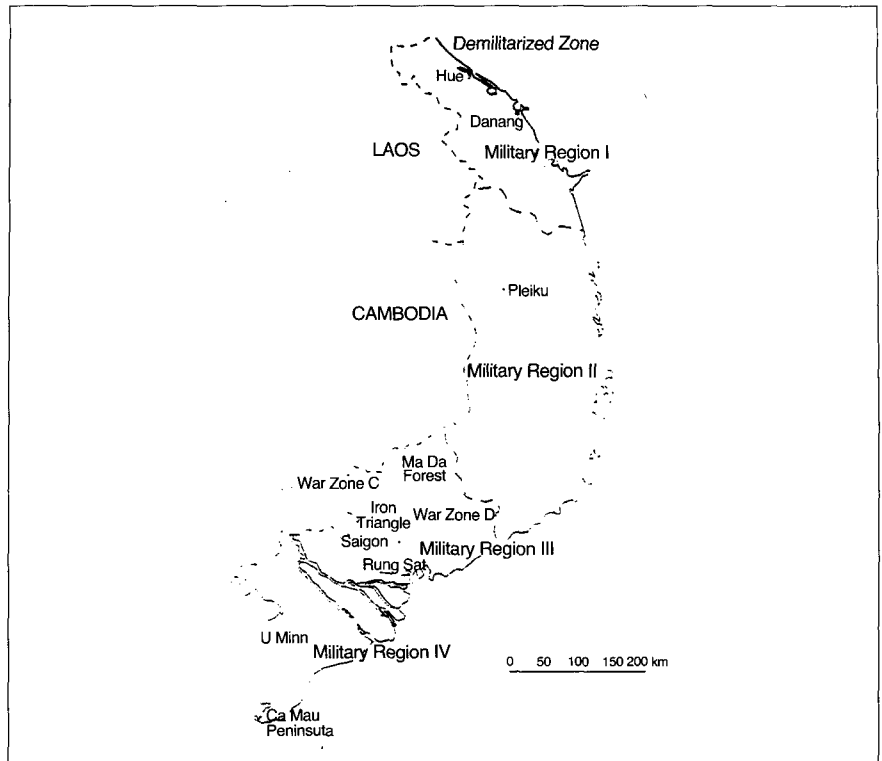 Demilitarized Zone
Hue
Danang
LAOS
Military Region I
Pleiku
CAMBODIA
Military Region II
Ma Da
Forest
War Zone C
Iron
Triangle
War Zone D
Saigon
Military Region III
Rung Sat
U Minn
Military Region IV
0 50 100 150 200 km
Ca Mau
Peninsuta